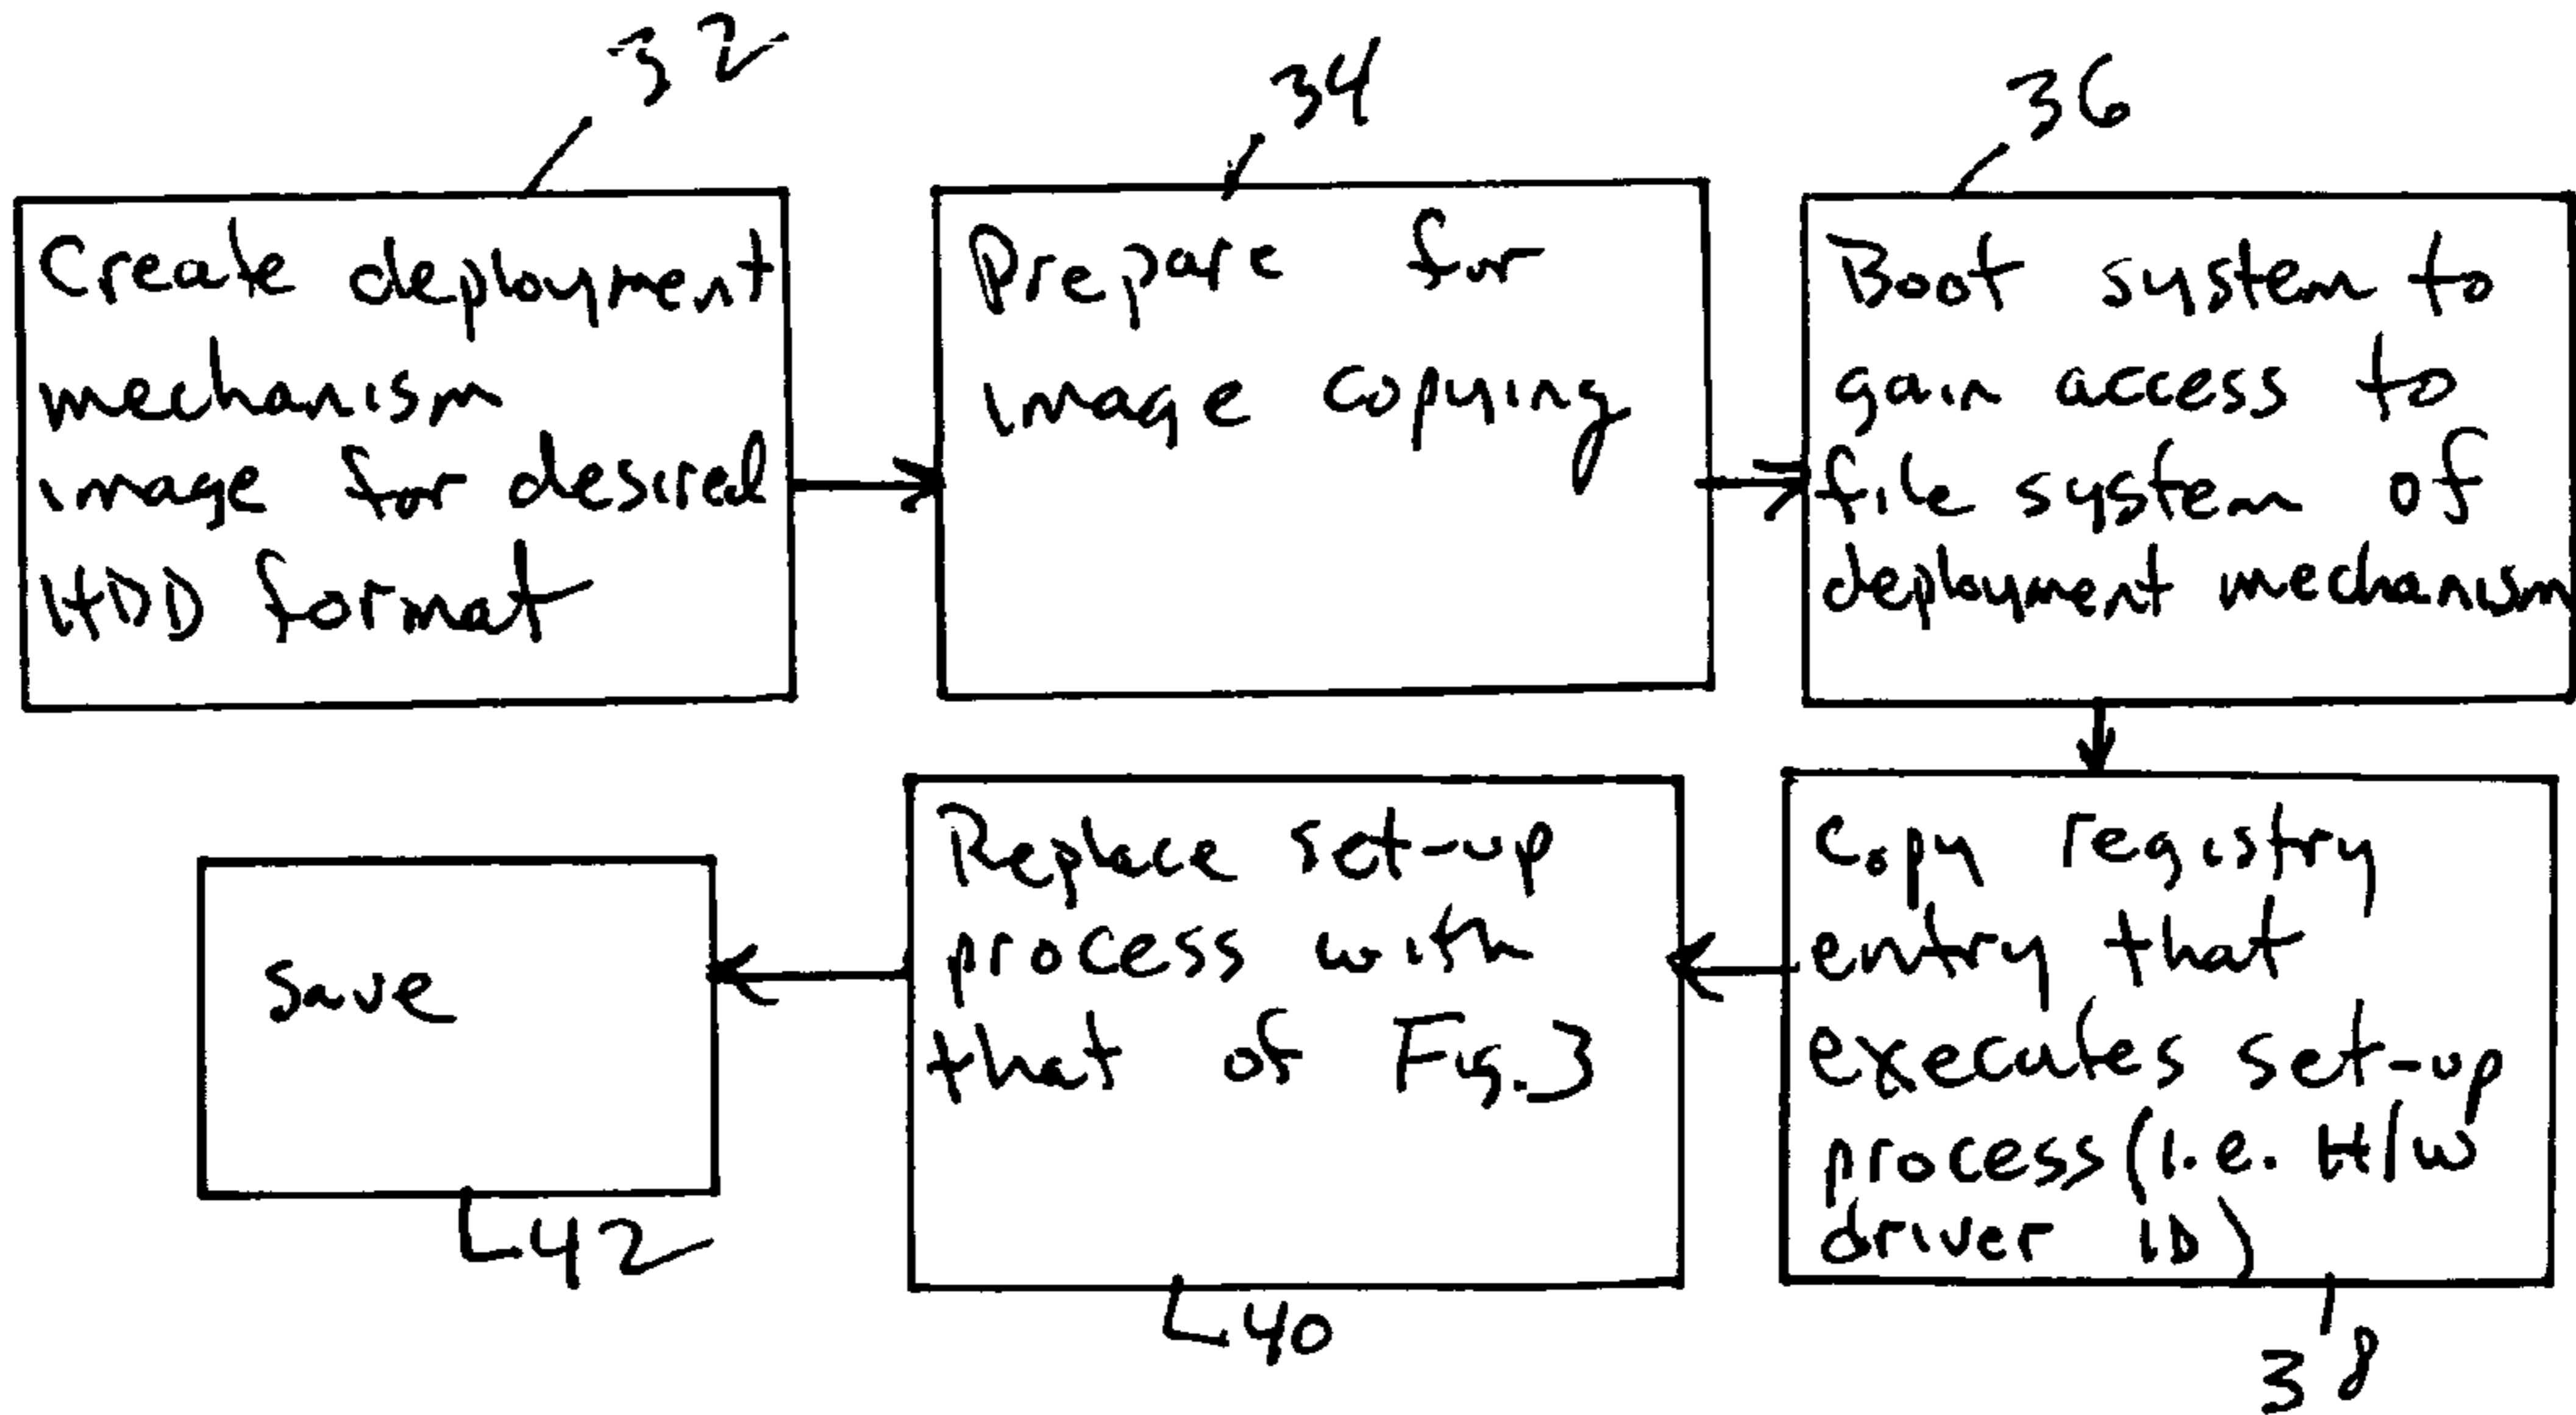 32
34
36
Create deployment
mechanism
image for desired
HDD format
Prepare for
image copying
Boot system to
gain access to
file system of
deployment mechanism
Save
42
Replace set-up
process with
that of Fig. 3
40
Copy registry
entry that
executes set-up
process (i.e. H/W
driver ID)
38